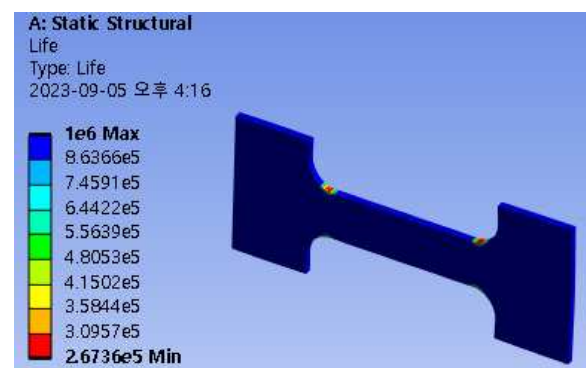 A: Static Structural
Life
Type: Life
2023-09-05 오후 4:16
1e6 Max
8.6366e5
7.4591e5
6.4422e5
5.5639e5
4.8053e5
4.1502e5
3.5844e5
3.0957e5
2.6736e5 Min